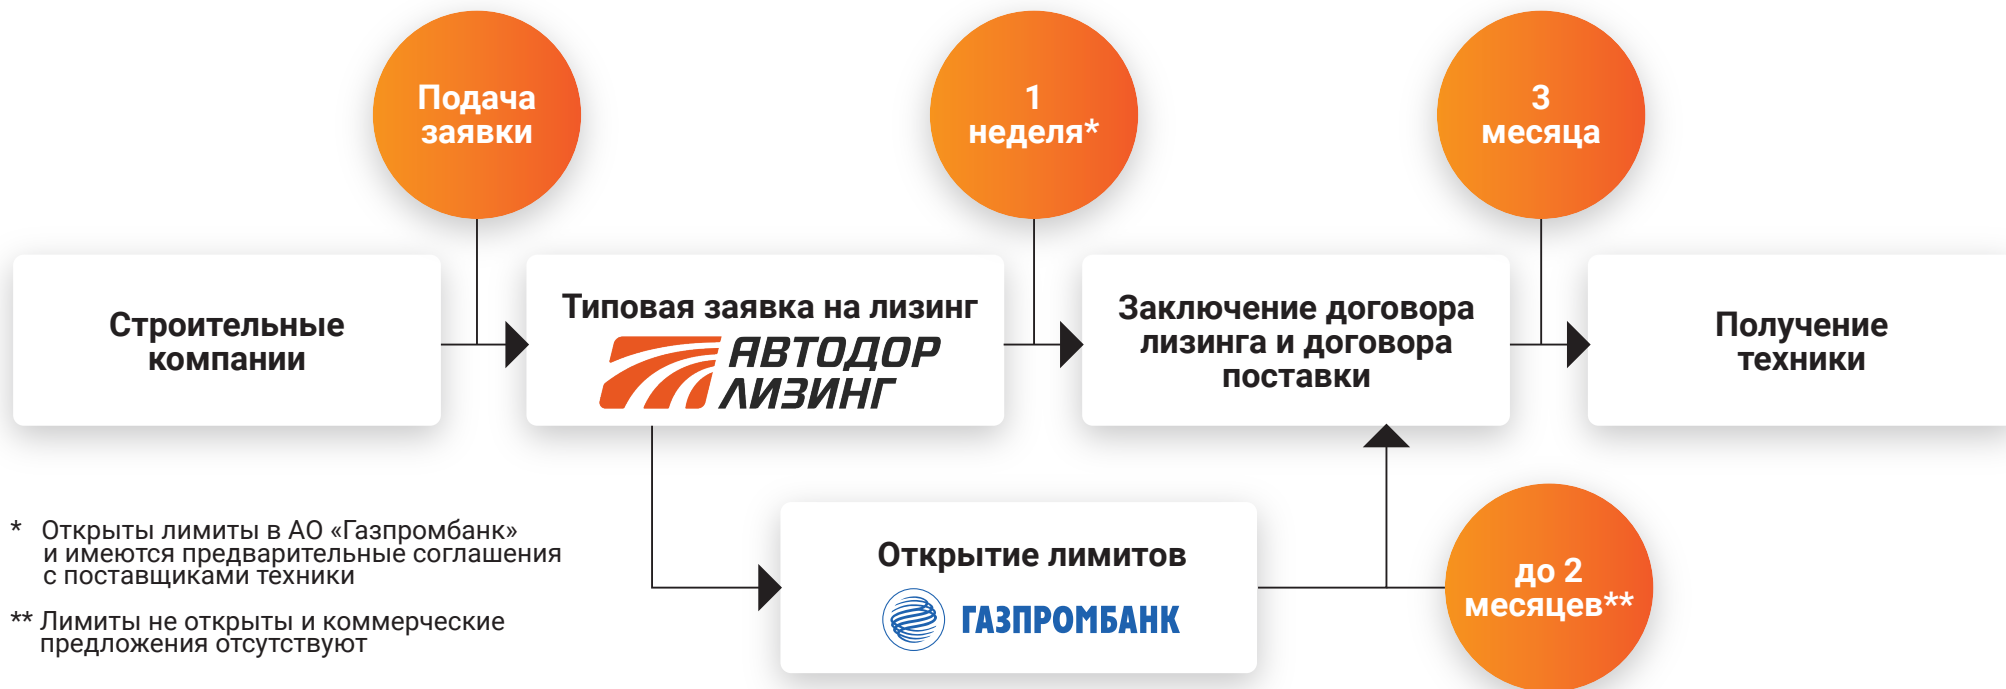 Подача
заявки
1
неделя*
3
месяца
Строительные
компании
Типовая заявка на лизинг
АВТОДОР
ЛИЗИНГ
Заключение договора
лизинга и договора
поставки
Получение
техники
* Открыты лимиты в АО «Газпромбанк»
и имеются предварительные соглашения
с поставщиками техники
** Лимиты не открыты и коммерческие
предложения отсутствуют
Открытие лимитов
ГАЗПРОМБАНК
до 2
месяцев**